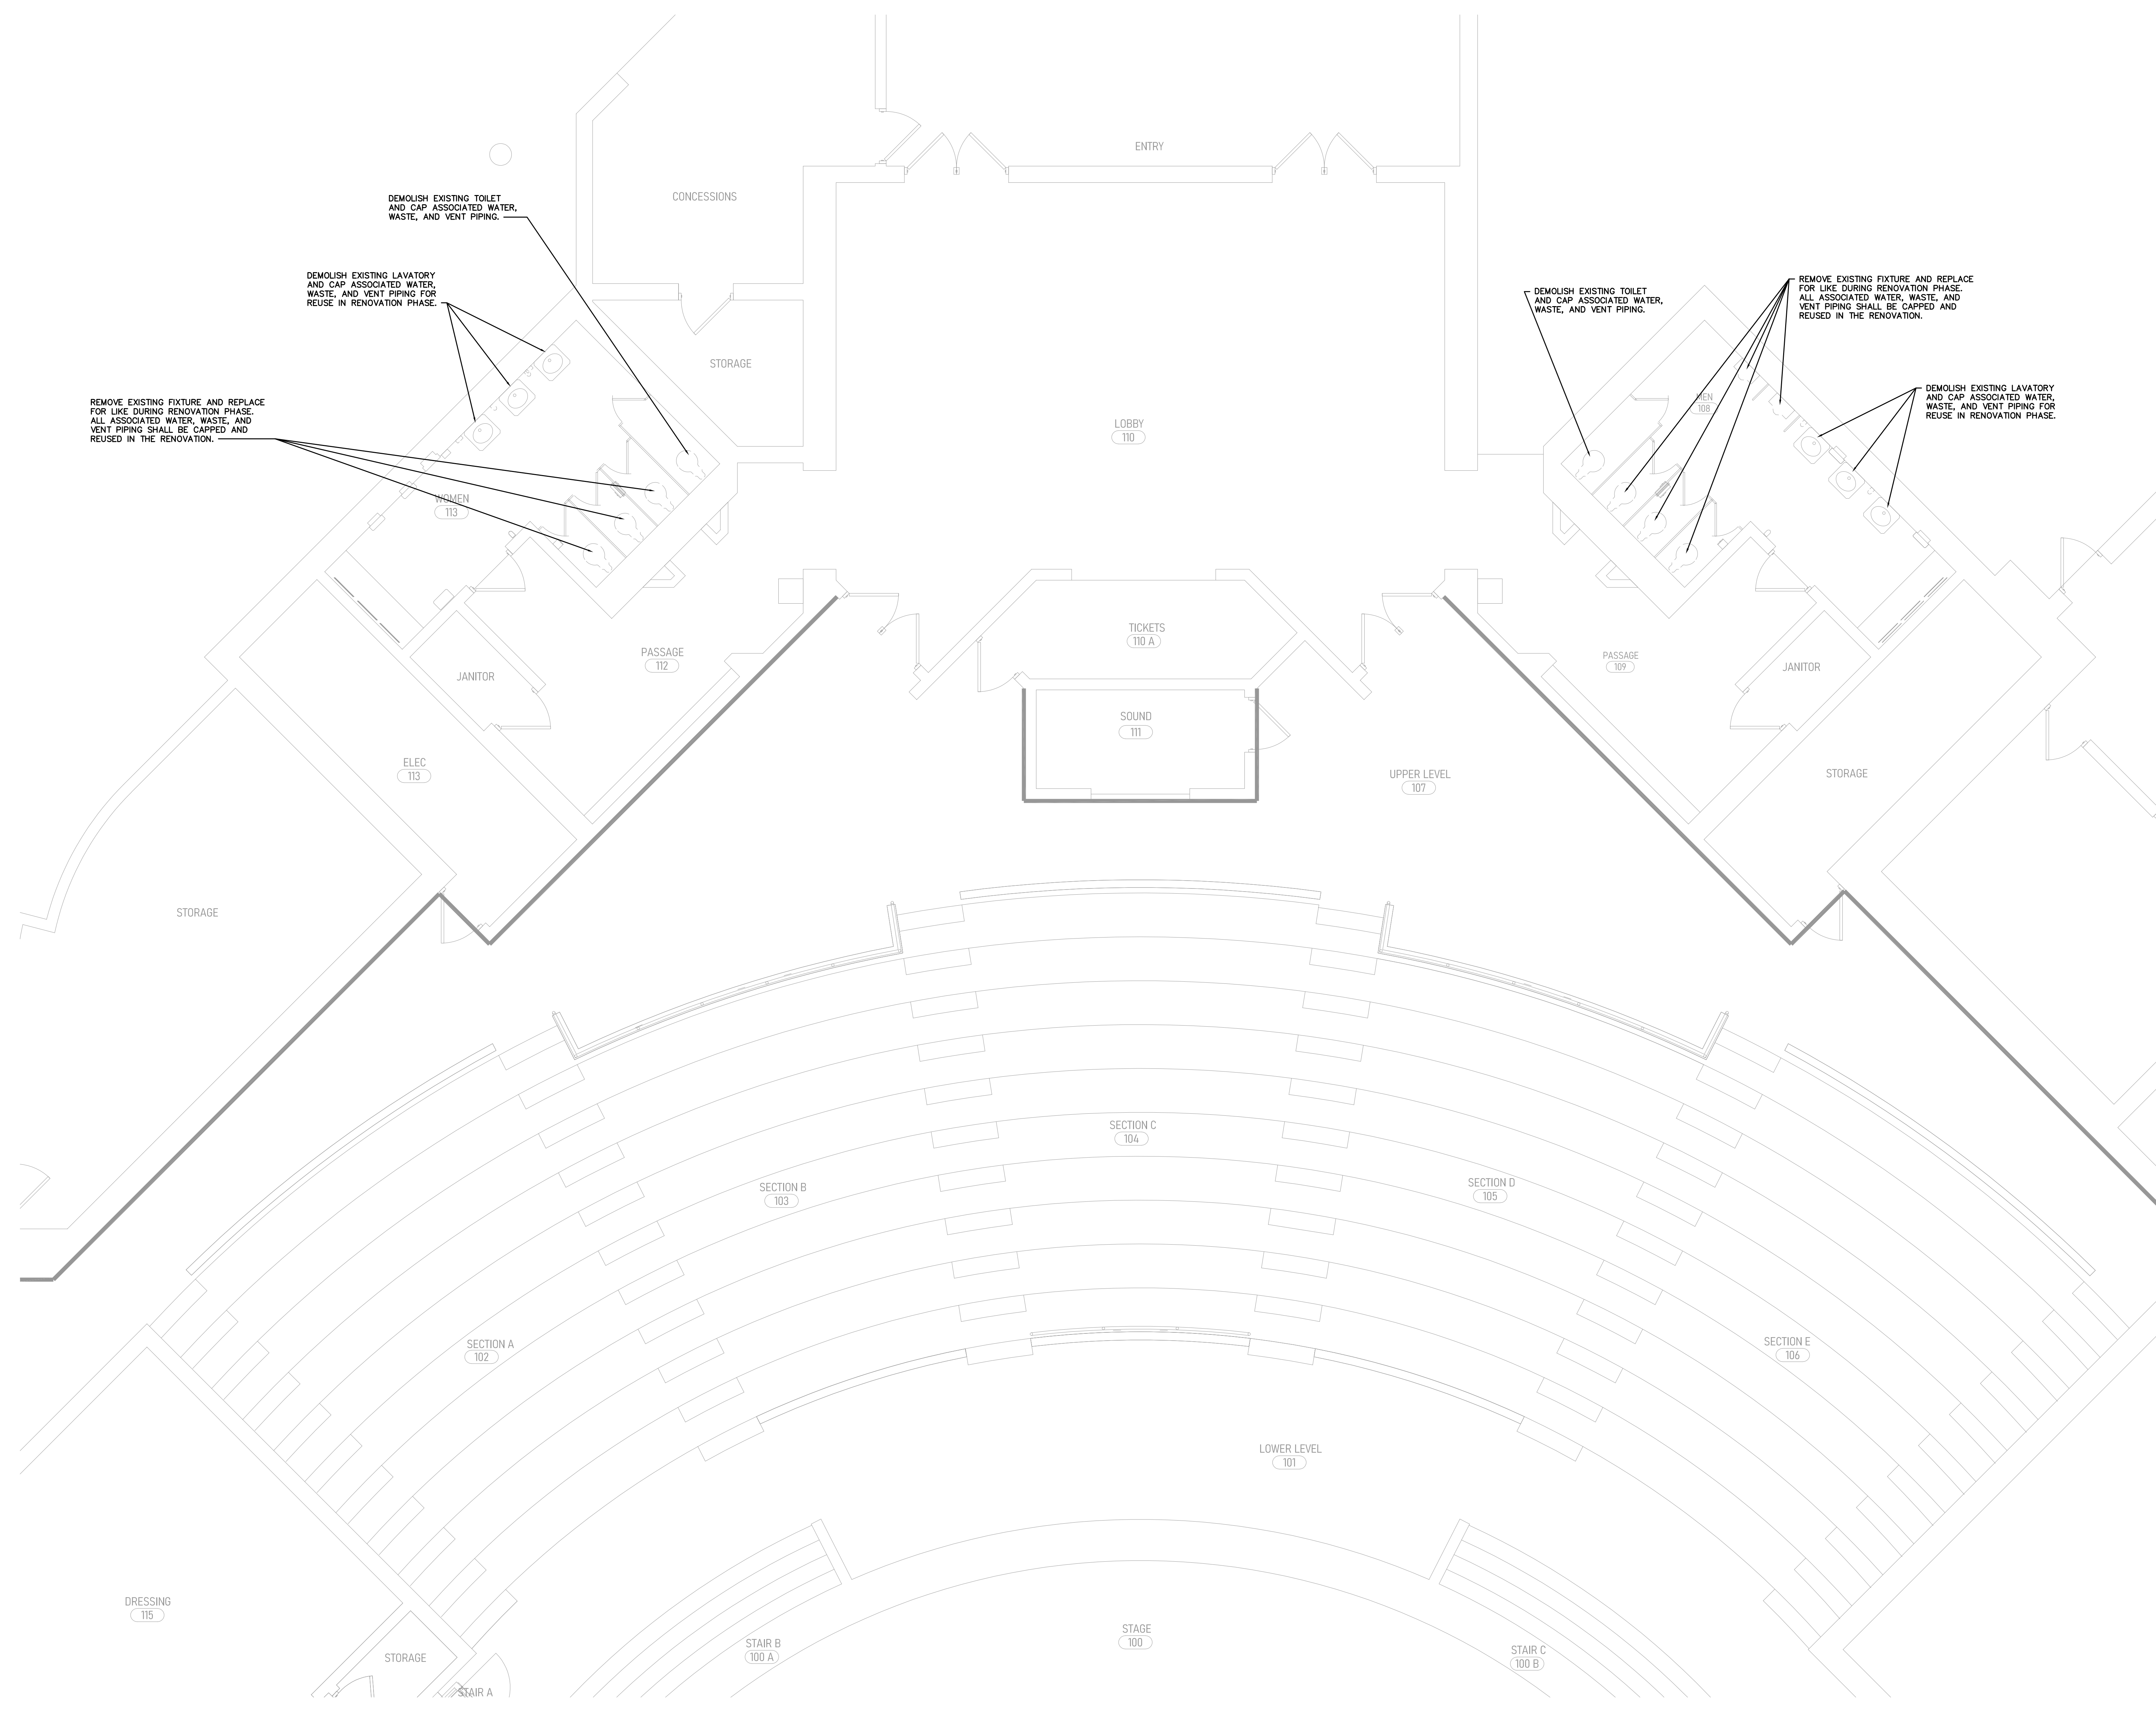 ENTRY
CONCESSIONS
DEMOLISH EXISTING TOILET
AND CAP ASSOCIATED WATER,
WASTE, AND VENT PIPING.
DEMOLISH EXISTING LAVATORY
AND CAP ASSOCIATED WATER,
WASTE, AND VENT PIPING FOR
REUSE IN RENOVATION PHASE.
DEMOLISH EXISTING TOILET
AND CAP ASSOCIATED WATER,
WASTE, AND VENT PIPING.
REMOVE EXISTING FIXTURE AND REPLACE
FOR LIKE DURING RENOVATION PHASE.
ALL ASSOCIATED WATER, WASTE, AND
VENT PIPING SHALL BE CAPPED AND
REUSED IN THE RENOVATION.
STORAGE
REMOVE EXISTING FIXTURE AND REPLACE
FOR LIKE DURING RENOVATION PHASE.
ALL ASSOCIATED WATER, WASTE, AND
VENT PIPING SHALL BE CAPPED AND
REUSED IN THE RENOVATION.
DEMOLISH EXISTING LAVATORY
AND CAP ASSOCIATED WATER,
WASTE, AND VENT PIPING FOR
REUSE IN RENOVATION PHASE.
MEN
108
LOBBY
110
WOMEN
113
TICKETS
110 A
PASSAGE
112
PASSAGE
109
JANITOR
JANITOR
SOUND
111
ELEC
113
UPPER LEVEL
107
STORAGE
STORAGE
SECTION C
104
SECTION B
103
SECTION D
105
SECTION A
102
SECTION E
106
LOWER LEVEL
101
DRESSING
115
STAGE
100
STAIR B
100 A
STAIR C
100 B
STORAGE
STAIR A